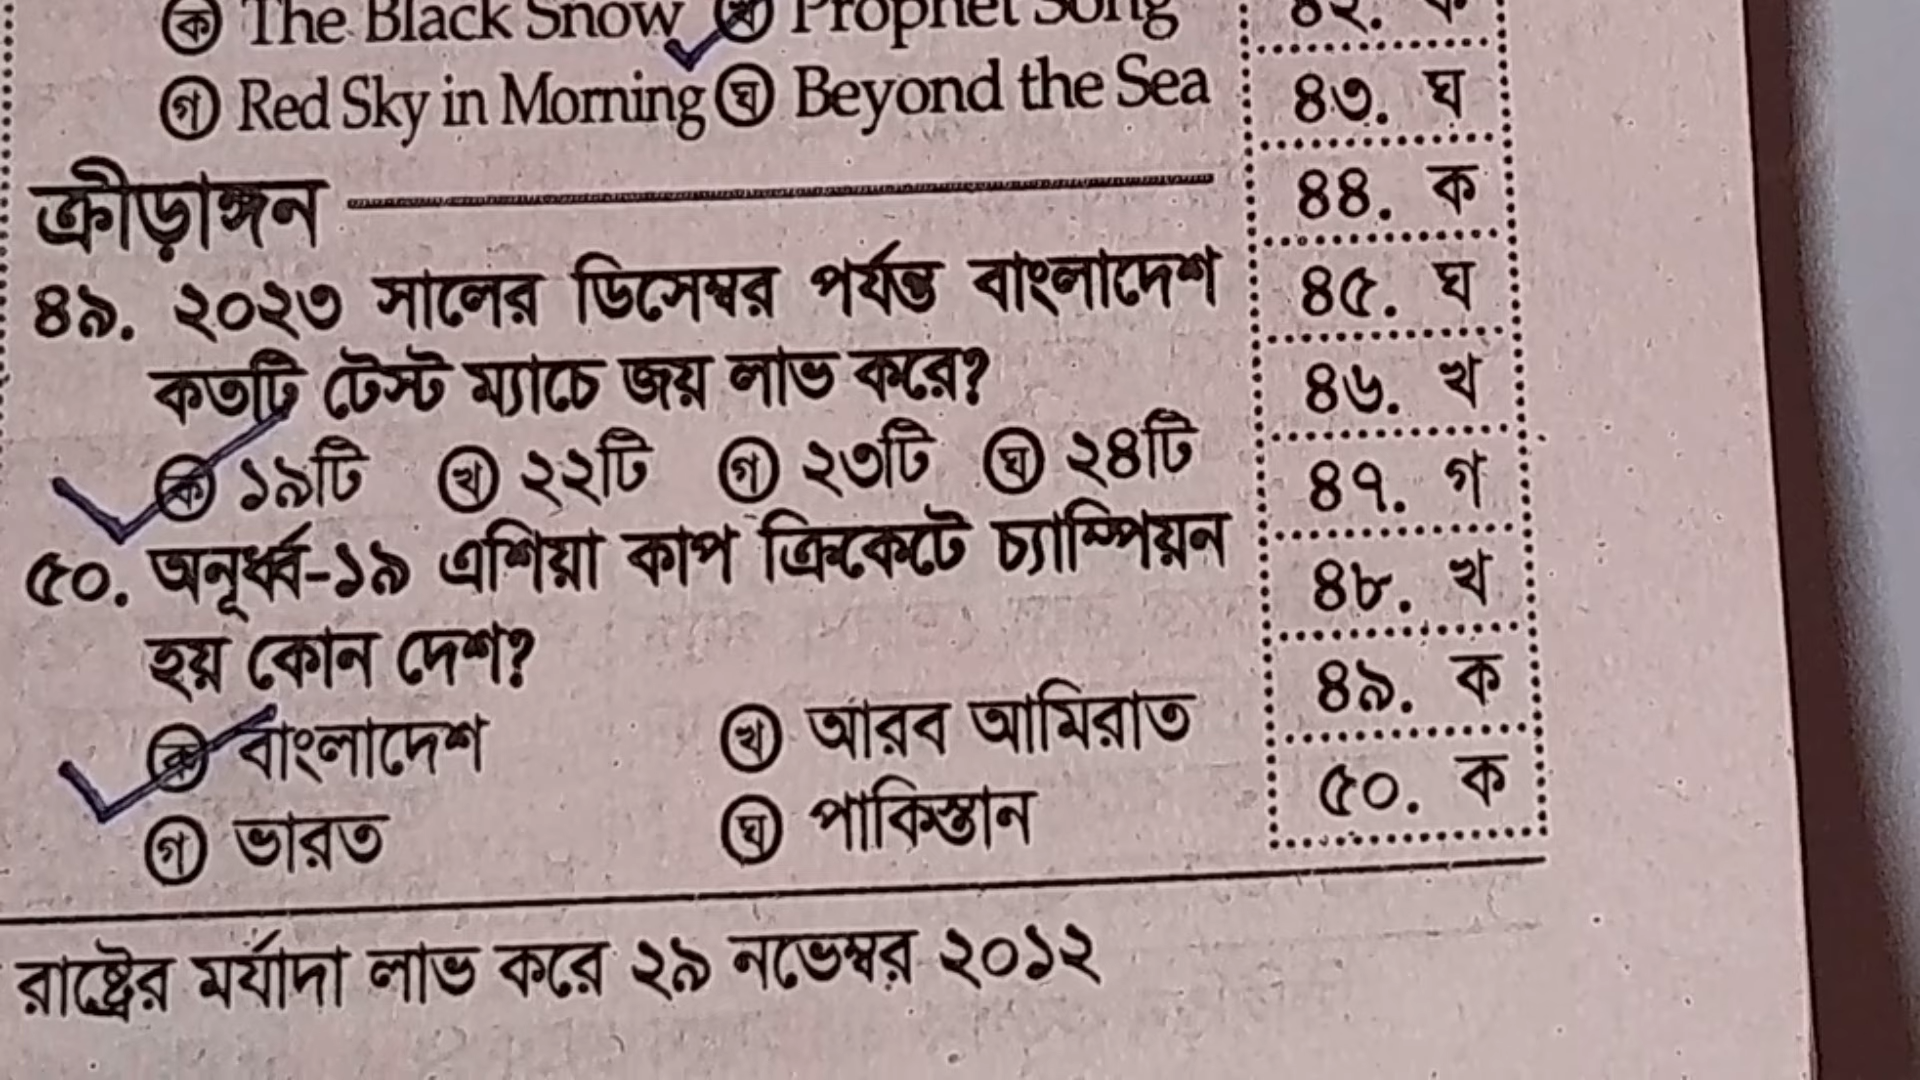 ক The Black Snow খ Prophet Song
গ Red Sky in Morning ঘ Beyond the Sea
ক্রীড়াঙ্গন
৪৯. ২০২৩ সালের ডিসেম্বর পর্যন্ত বাংলাদেশ
কতটি টেস্ট ম্যাচে জয় লাভ করে?
ক ১৯টি খ ২২টি গ ২৩টি ঘ ২৪টি
৫০. অনূর্ধ্ব-১৯ এশিয়া কাপ ক্রিকেটে চ্যাম্পিয়ন
হয় কোন দেশ?
ক বাংলাদেশ খ আরব আমিরাত
গ ভারত ঘ পাকিস্তান
৪২. ক
৪৩. ঘ
৪৪. ক
৪৫. ঘ
৪৬. খ
৪৭. গ
৪৮. খ
৪৯. ক
৫০. ক
রাষ্ট্রের মর্যাদা লাভ করে ২৯ নভেম্বর ২০১২